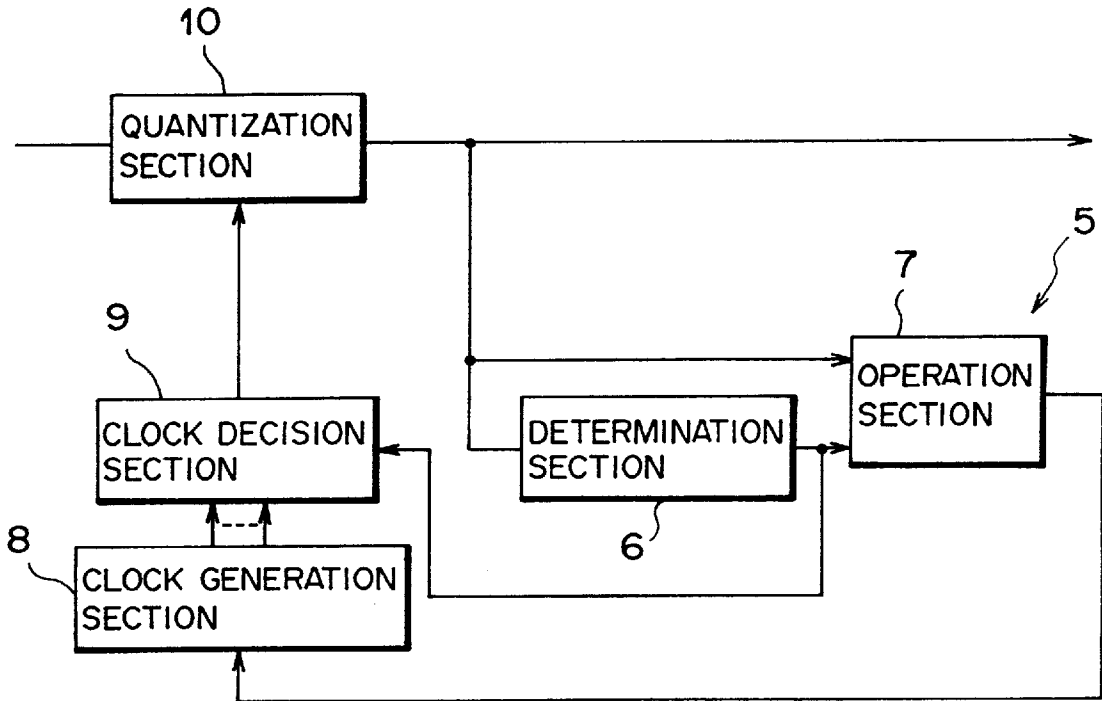 10
QUANTIZATION
SECTION
5
7
OPERATION
SECTION
9
CLOCK DECISION
SECTION
DETERMINATION
SECTION
6
8
CLOCK GENERATION
SECTION